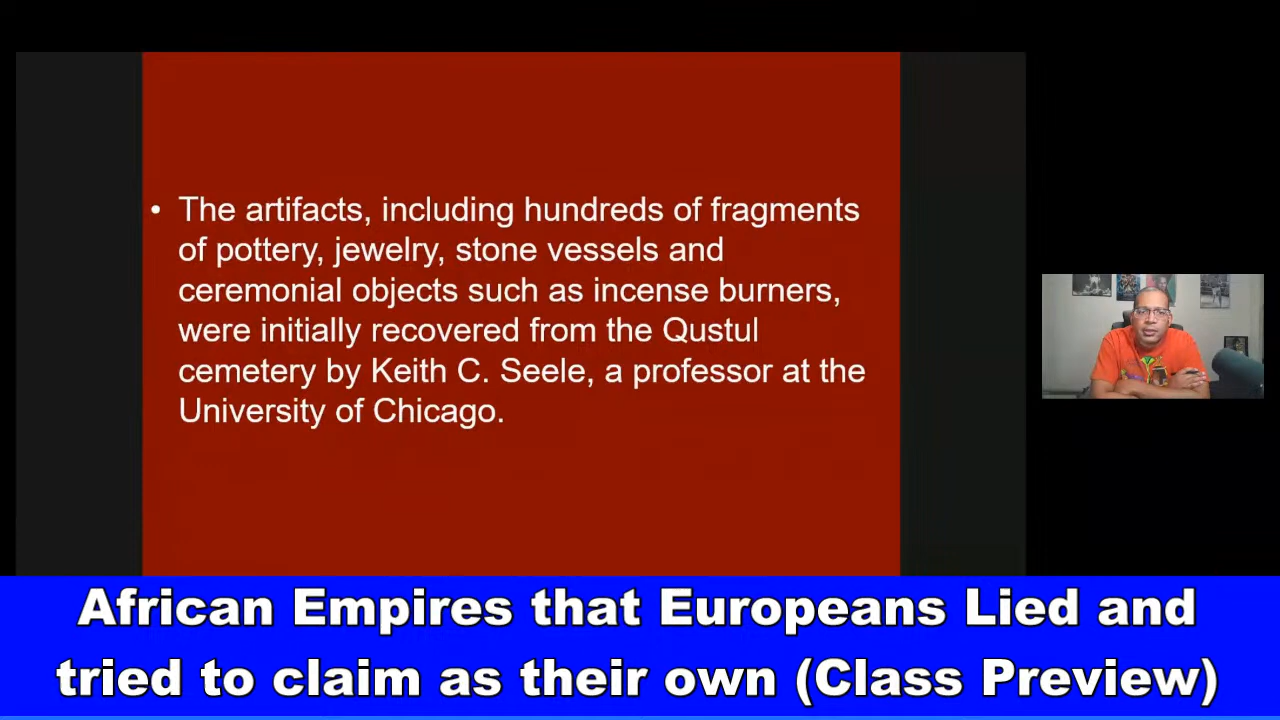 • The artifacts, including hundreds of fragments
of pottery, jewelry, stone vessels and
ceremonial objects such as incense burners,
were initially recovered from the Qustul
cemetery by Keith C. Seele, a professor at the
University of Chicago.
African Empires that Europeans Lied and
tried to claim as their own (Class Preview)